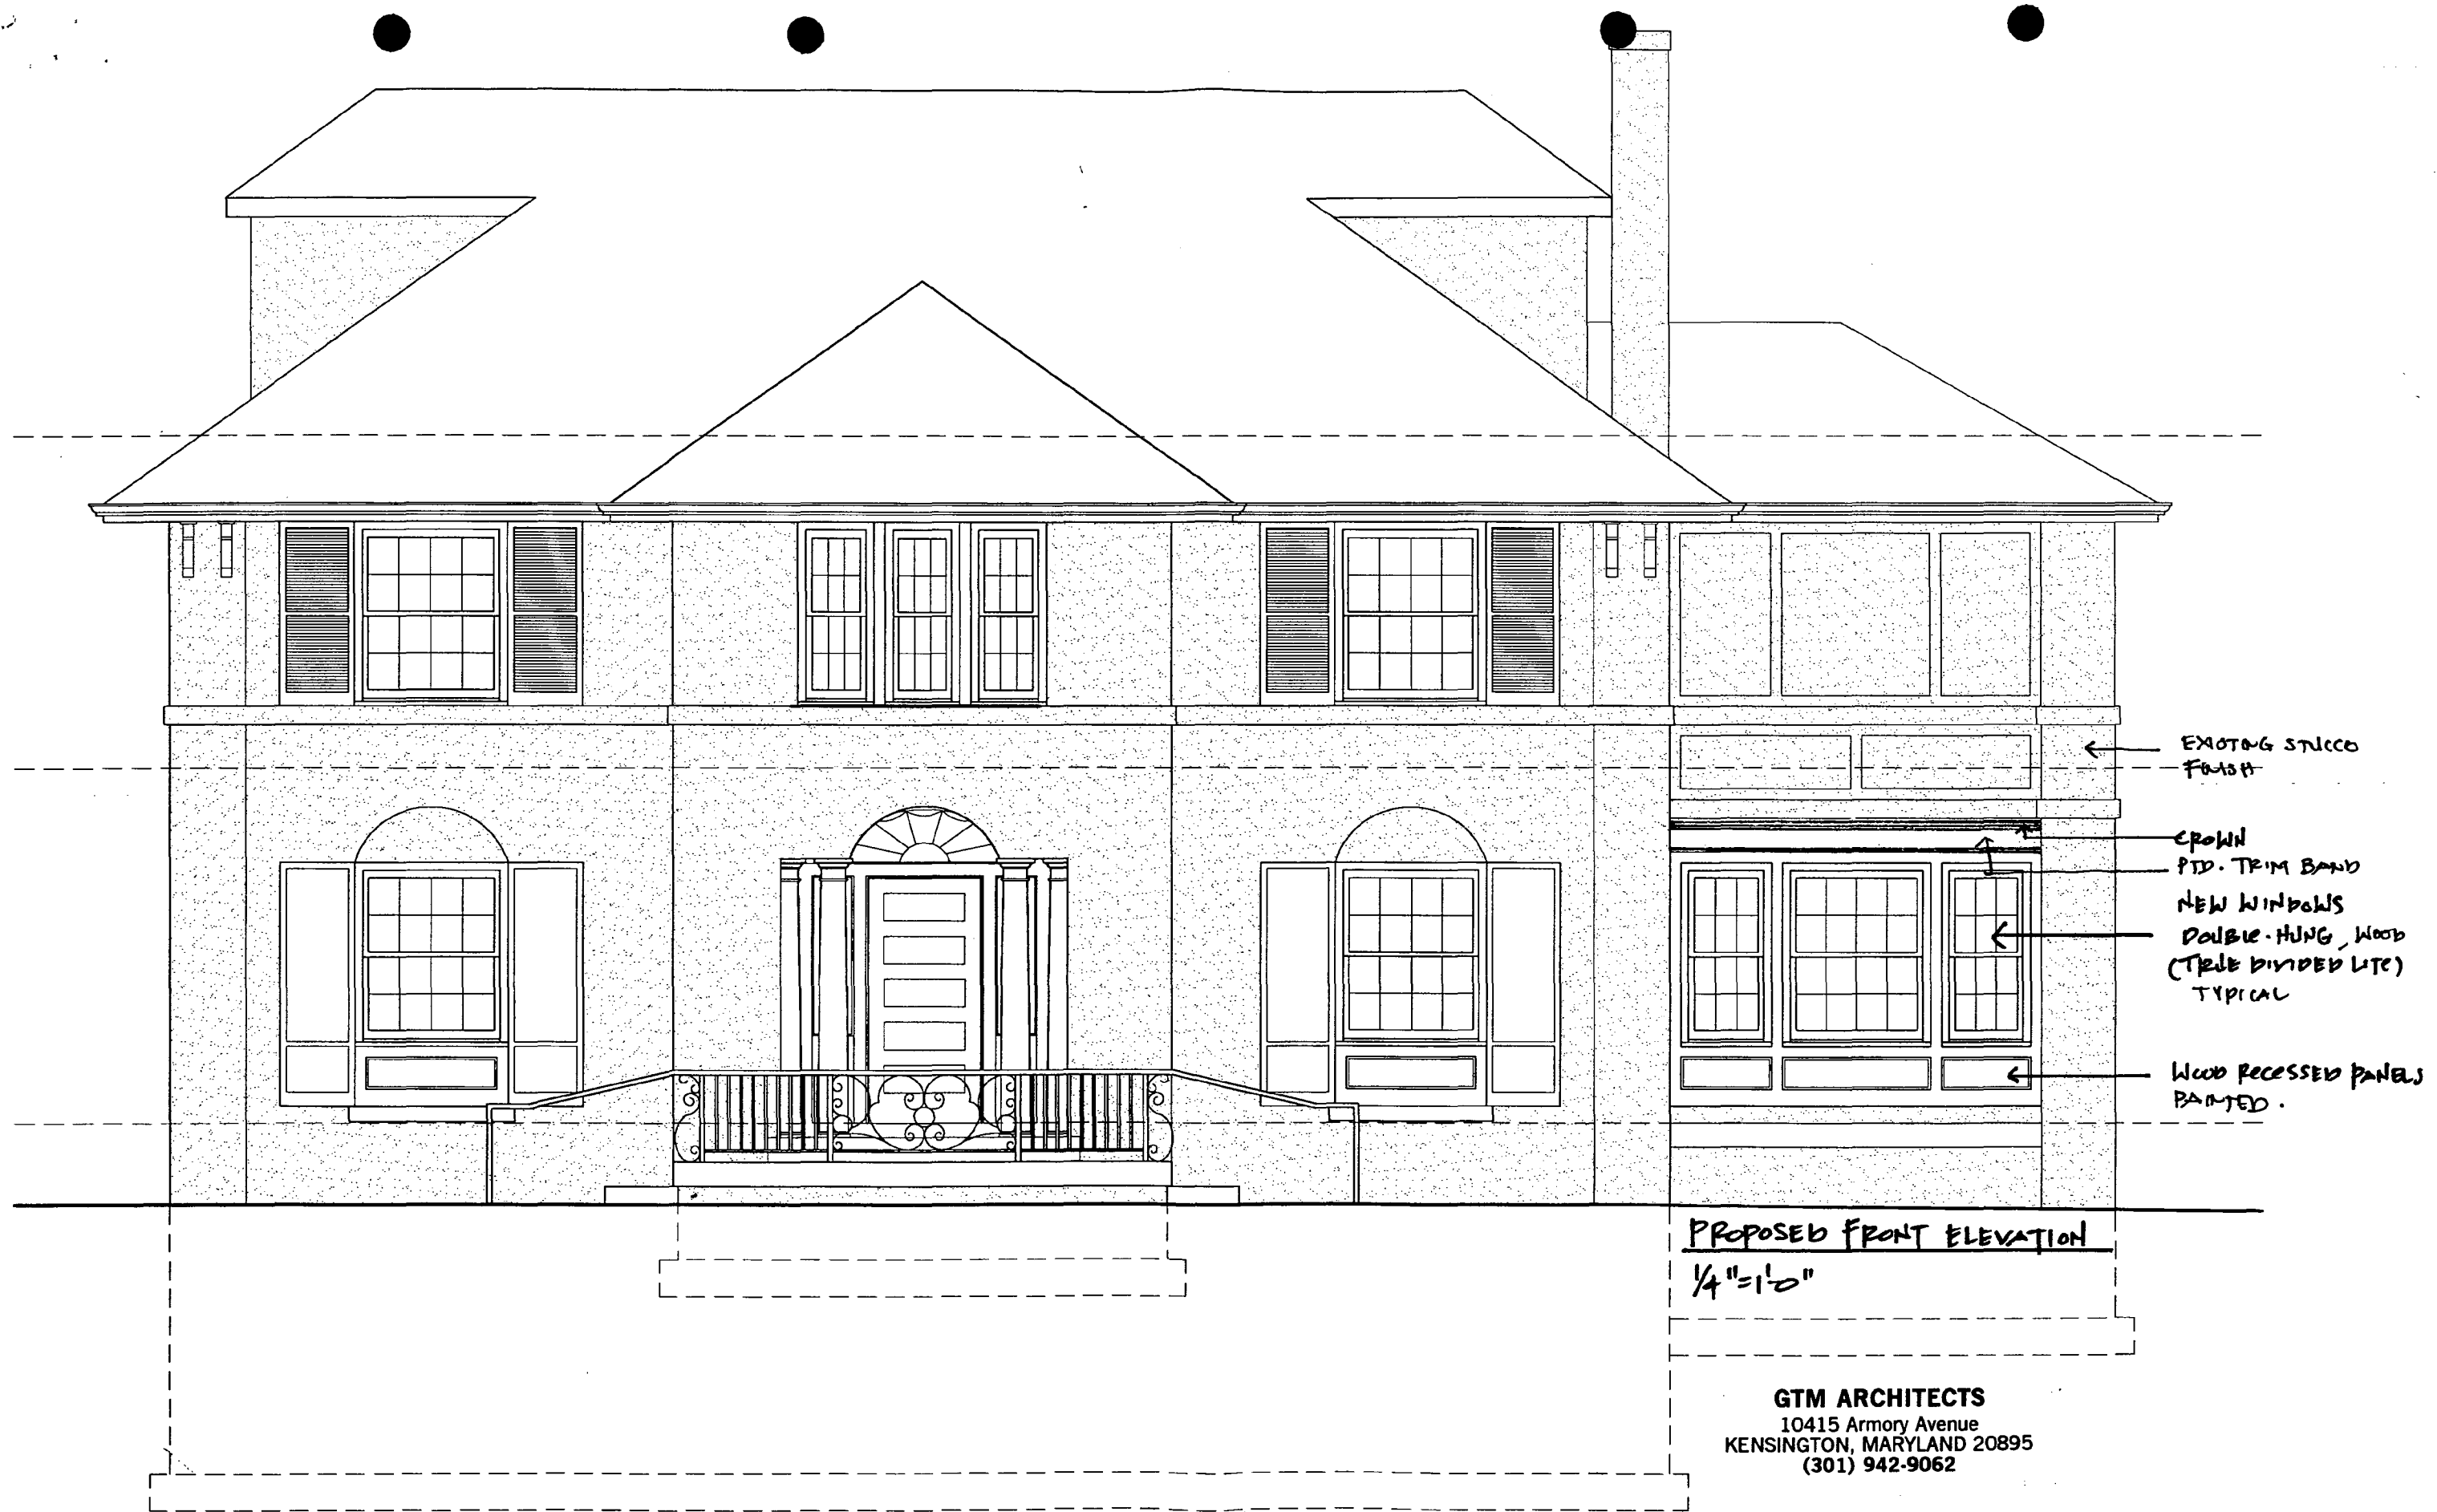 EXISTING STUCCO
FINISH
CROWN
PTD. TRIM BAND
NEW WINDOWS
DOUBLE-HUNG, WOOD
(TRUE DIVIDED LITE)
TYPICAL
WOOD RECESSED PANELS
PAINTED.
PROPOSED FRONT ELEVATION
1/4"=1'-0"
GTM ARCHITECTS
10415 Armory Avenue
KENSINGTON, MARYLAND 20895
(301) 942-9062